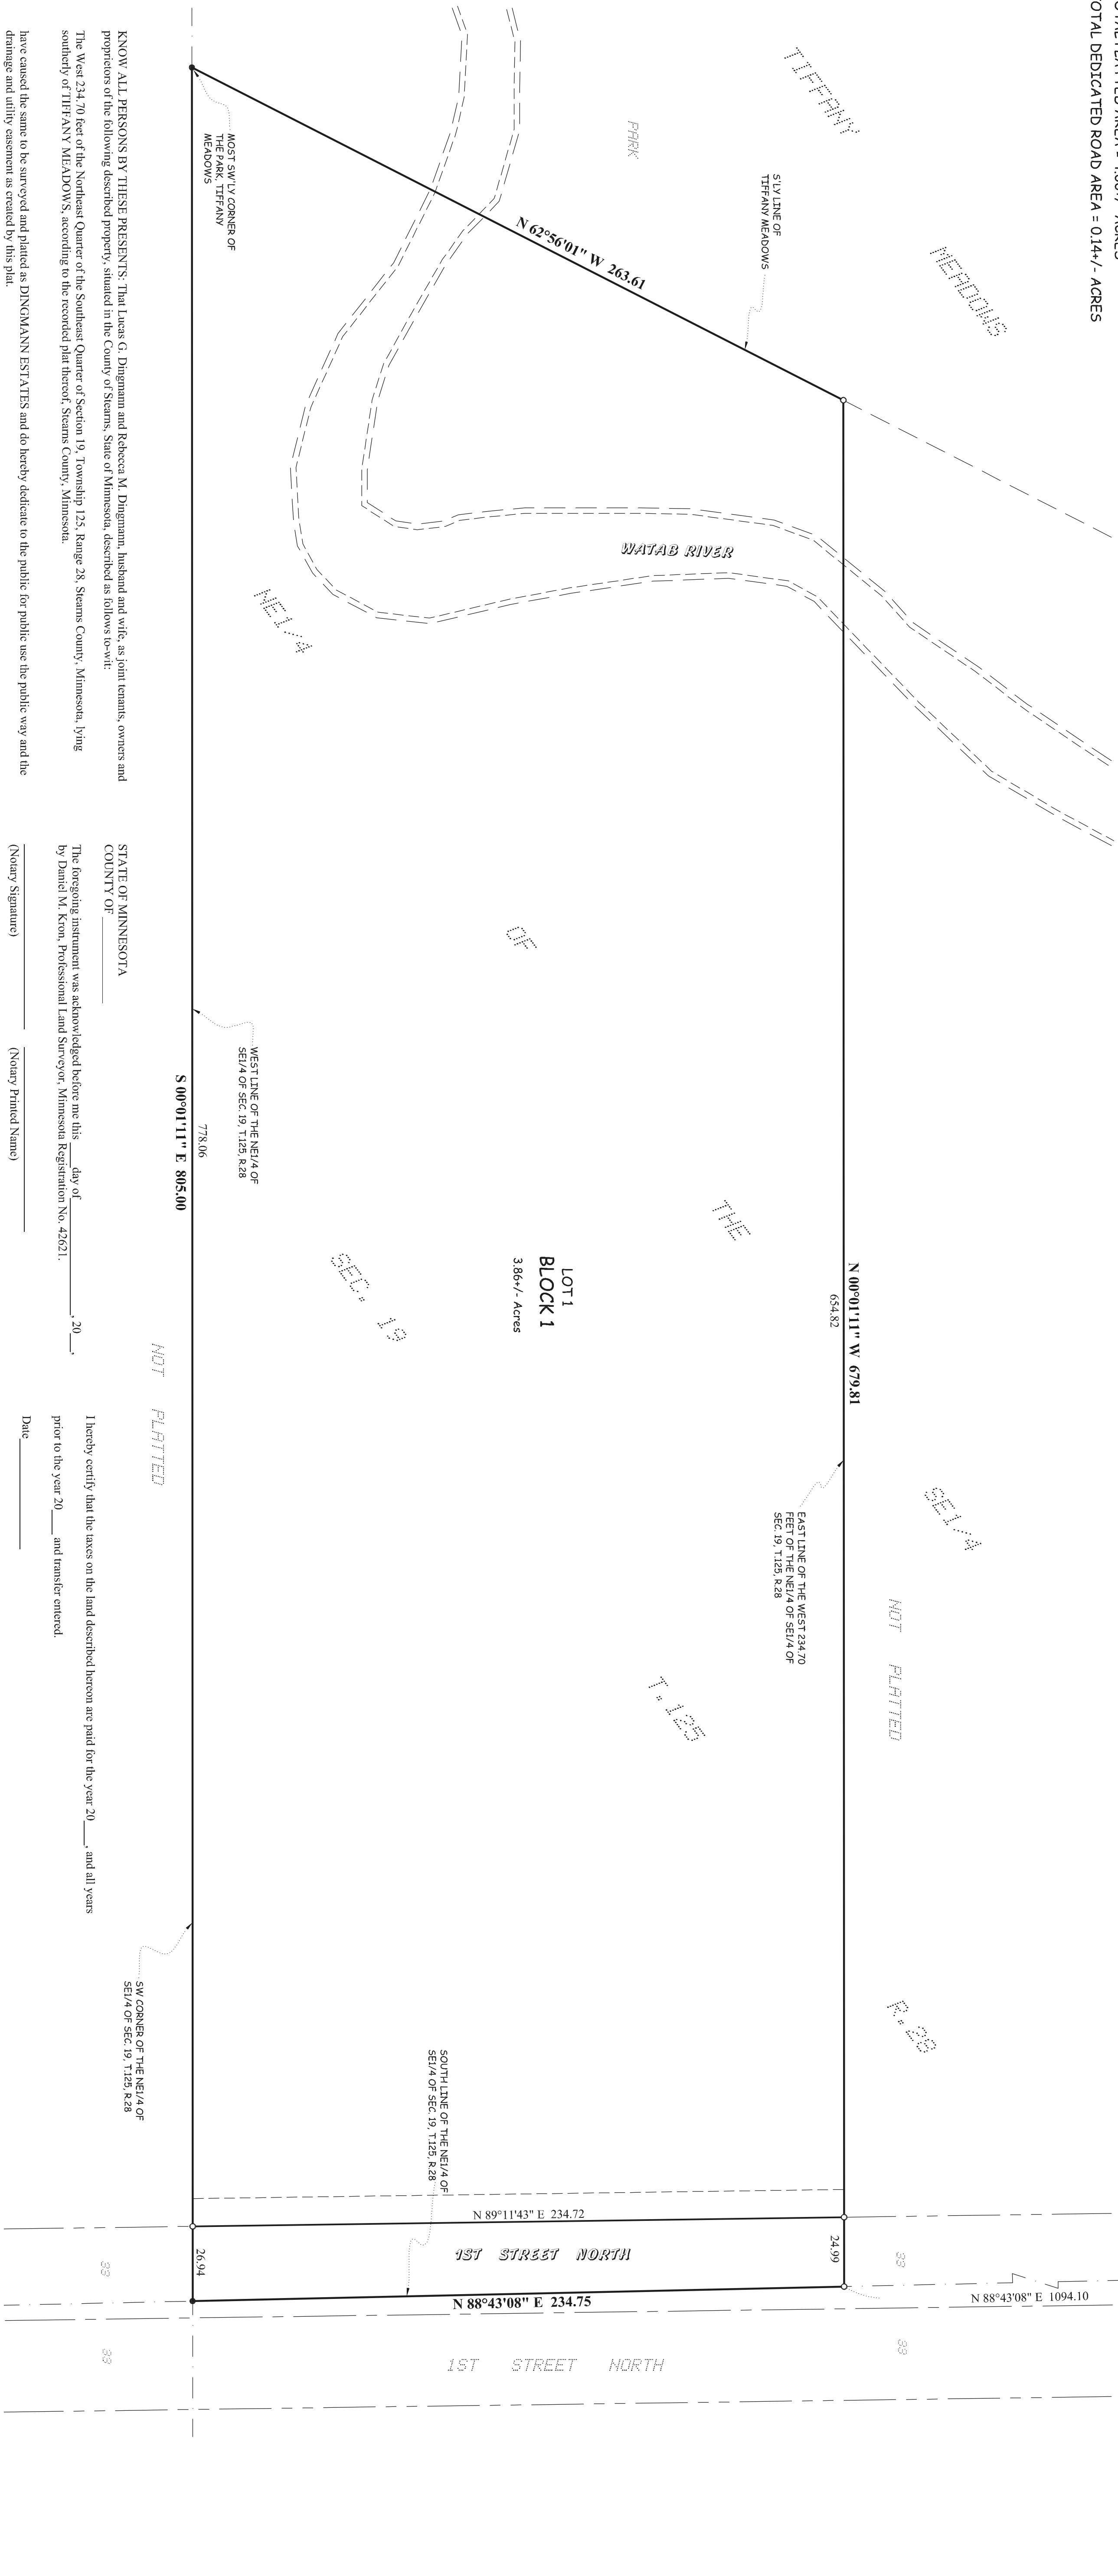 TOTAL DEDICATED ROAD AREA = 0.14+/- ACRES
TIFFANY
MEADOWS
PARK
S'LY LINE OF
TIFFANY MEADOWS
N 62°56'01" W 263.61
MOST SW'LY CORNER OF
THE PARK, TIFFANY
MEADOWS
WATAB RIVER
NE1/4
OF
THE
SE1/4
SEC. 19
T.125
R.28
LOT 1
BLOCK 1
3.86+/- Acres
N 00°01'11" W 679.81
654.82
EAST LINE OF THE WEST 234.70
FEET OF THE NE1/4 OF SE1/4 OF
SEC. 19, T.125, R.28
NOT PLATTED
WEST LINE OF THE NE1/4 OF
SE1/4 OF SEC. 19, T.125, R.28
778.06
S 00°01'11" E 805.00
NOT PLATTED
SW CORNER OF THE NE1/4 OF
SE1/4 OF SEC. 19, T.125, R.28
SOUTH LINE OF THE NE1/4 OF
SE1/4 OF SEC. 19, T.125, R.28
N 89°11'43" E 234.72
1ST STREET NORTH
24.99
26.94
N 88°43'08" E 234.75
N 88°43'08" E 1094.10
33
33
33
33
1ST STREET NORTH
KNOW ALL PERSONS BY THESE PRESENTS: That Lucas G. Dingmann and Rebecca M. Dingmann, husband and wife, as joint tenants, owners and
proprietors of the following described property, situated in the County of Stearns, State of Minnesota, described as follows to-wit:
The West 234.70 feet of the Northeast Quarter of the Southeast Quarter of Section 19, Township 125, Range 28, Stearns County, Minnesota, lying
southerly of TIFFANY MEADOWS, according to the recorded plat thereof, Stearns County, Minnesota.
have caused the same to be surveyed and platted as DINGMANN ESTATES and do hereby dedicate to the public for public use the public way and the
drainage and utility easement as created by this plat.
STATE OF MINNESOTA
COUNTY OF ____________
The foregoing instrument was acknowledged before me this ____day of __________________, 20___,
by Daniel M. Kron, Professional Land Surveyor, Minnesota Registration No. 42621.
(Notary Signature) (Notary Printed Name)
I hereby certify that the taxes on the land described hereon are paid for the year 20____, and all years
prior to the year 20____ and transfer entered.
Date__________________